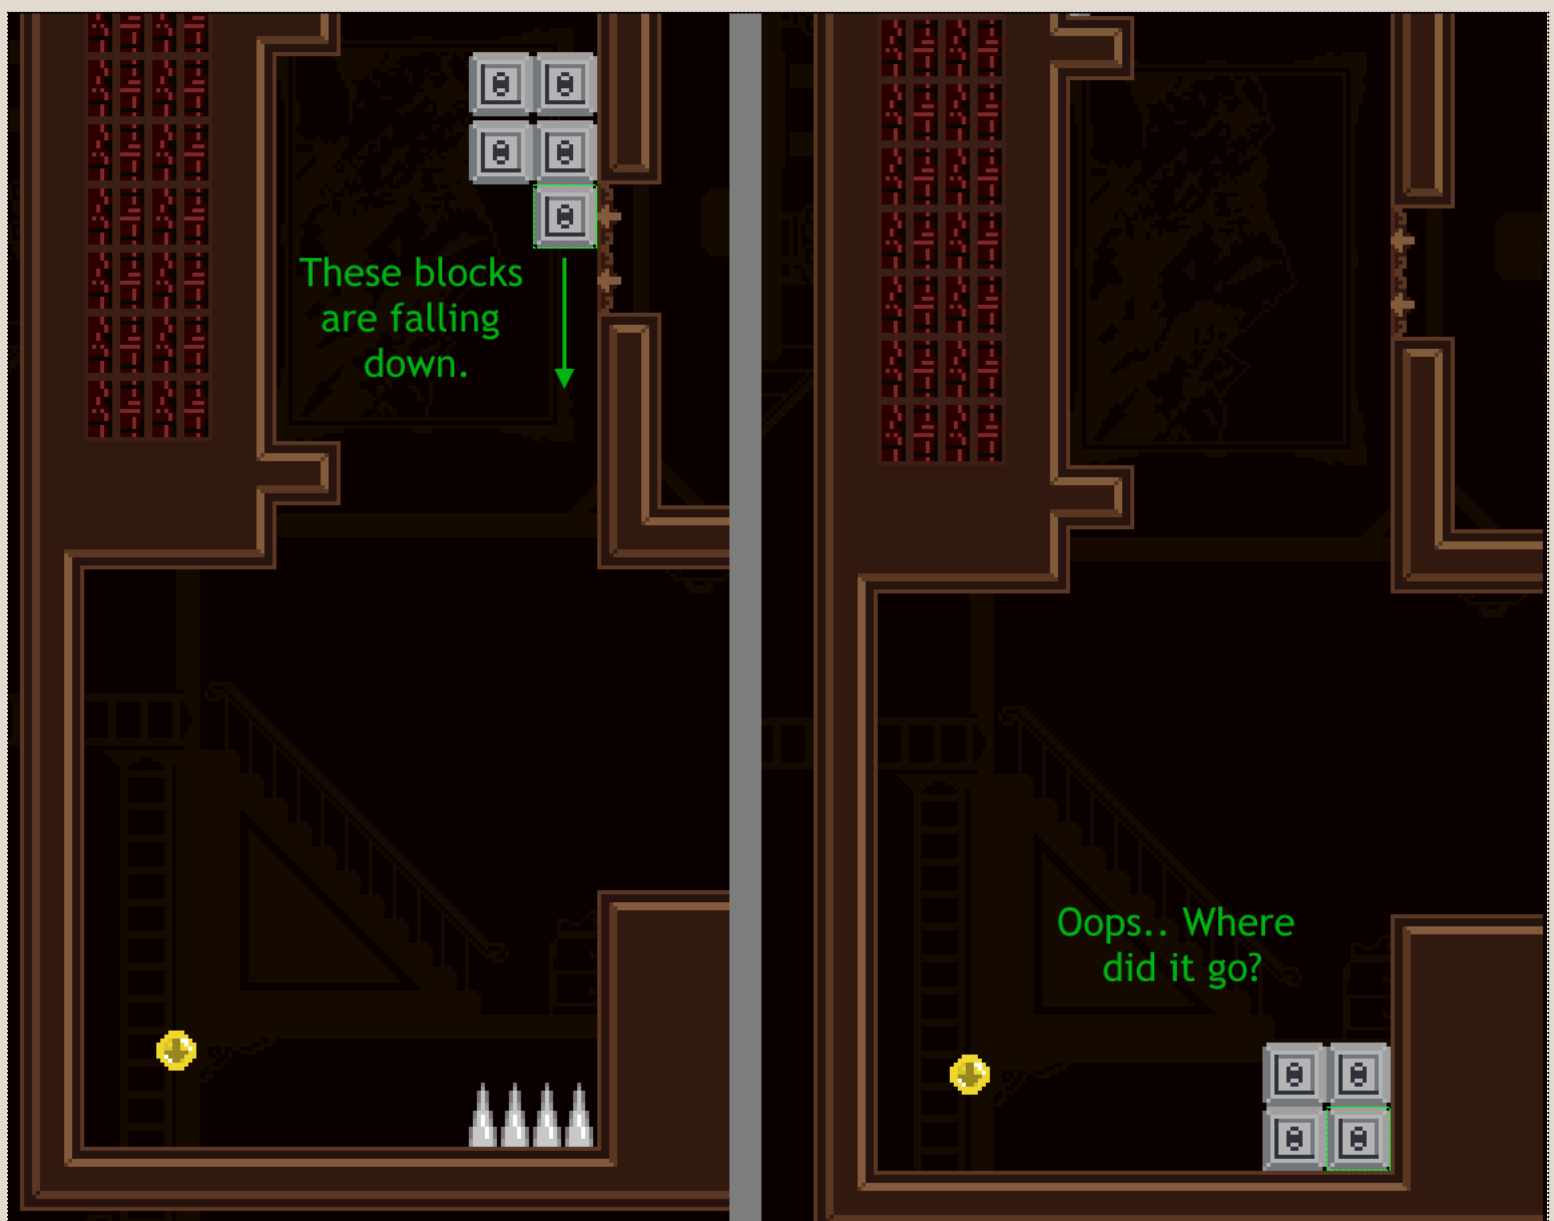 These blocks
are falling
down.
Oops.. Where
did it go?